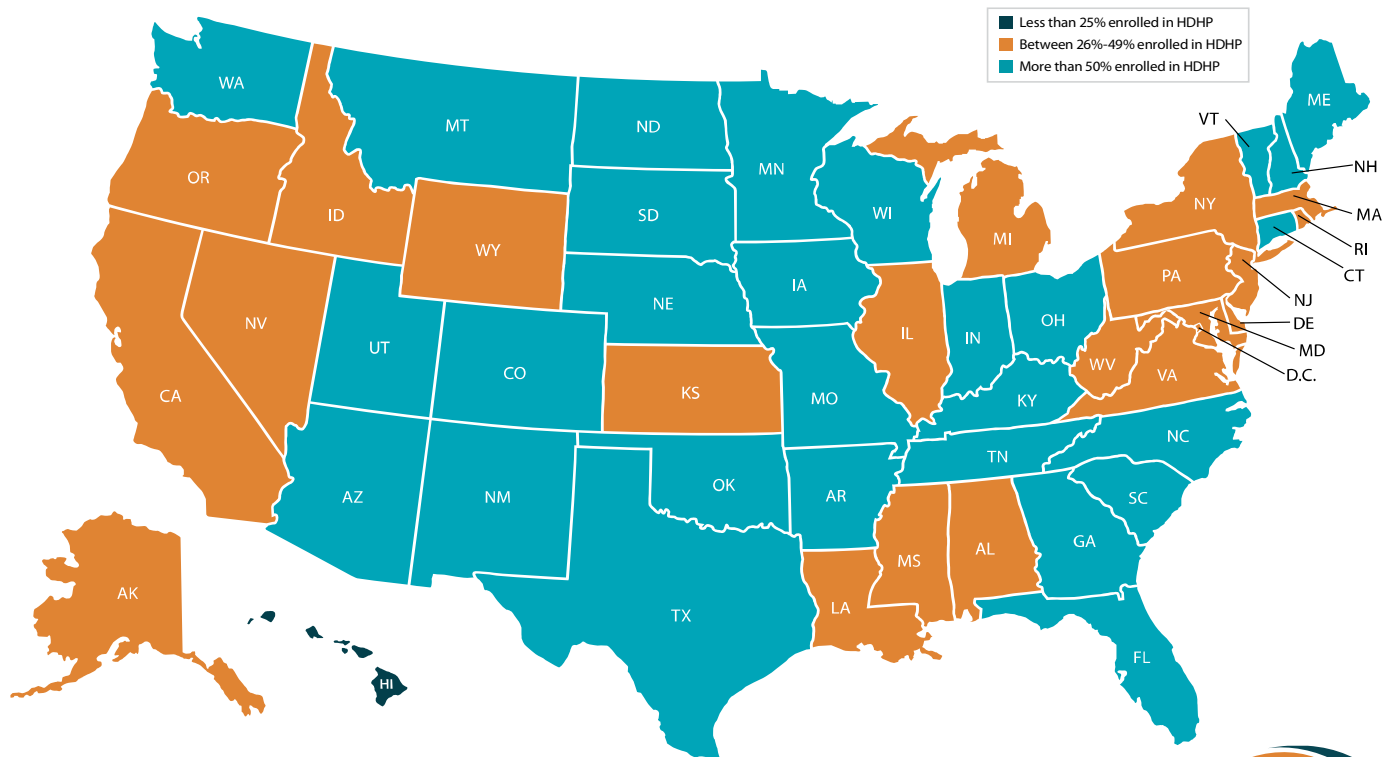 Less than 25% enrolled in HDHP
Between 26%-49% enrolled in HDHP
More than 50% enrolled in HDHP
WA
MT
ND
MN
ME
VT
NH
OR
ID
WY
SD
WI
MI
NY
MA
RI
CT
NV
UT
CO
NE
IA
IL
IN
OH
PA
NJ
DE
MD
D.C.
CA
KS
MO
KY
WV
VA
AZ
NM
OK
AR
TN
NC
SC
AK
TX
LA
MS
AL
GA
FL
HI